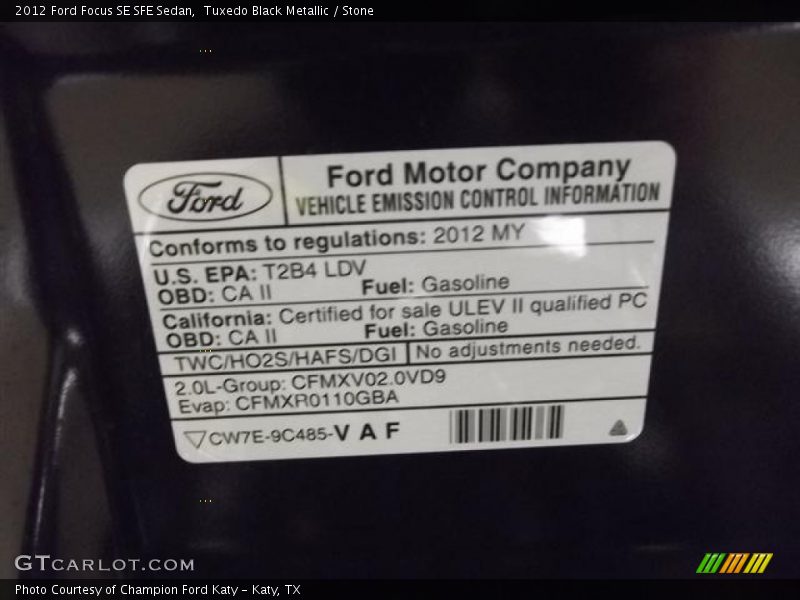 2012 Ford Focus SE SFE Sedan,  Tuxedo Black Metallic / Stone
Ford
Ford Motor Company
VEHICLE EMISSION CONTROL INFORMATION
Conforms to regulations: 2012 MY
U.S. EPA: T2B4 LDV
OBD: CA II Fuel: Gasoline
California: Certified for sale ULEV II qualified PC
OBD: CA II Fuel: Gasoline
TWC/HO2S/HAFS/DGI No adjustments needed.
2.0L-Group: CFMXV02.0VD9
Evap: CFMXR0110GBA
CW7E-9C485-V A F
GTCARLOT.COM
Photo Courtesy of Champion Ford Katy - Katy, TX